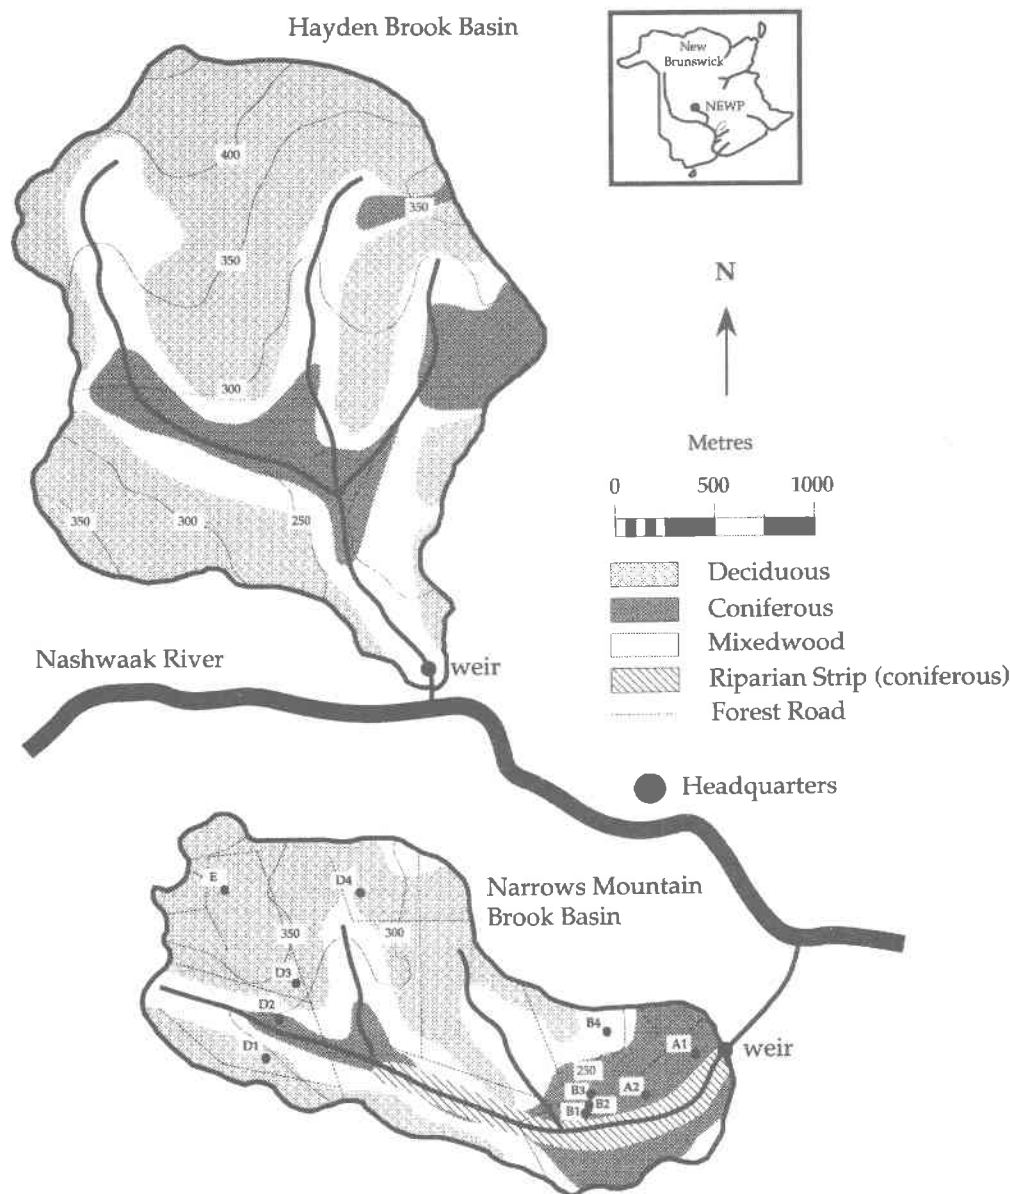 Hayden Brook Basin
New
Brunswick
NEWP
400
350
350
300
350
300
250
N
Metres
0 500 1000
Deciduous
Coniferous
Mixedwood
Riparian Strip (coniferous)
Forest Road
Nashwaak River
weir
Headquarters
Narrows Mountain
Brook Basin
E
D4
350
300
D3
D2
D1
B4
A1
weir
250
B3
A2
B2
B1